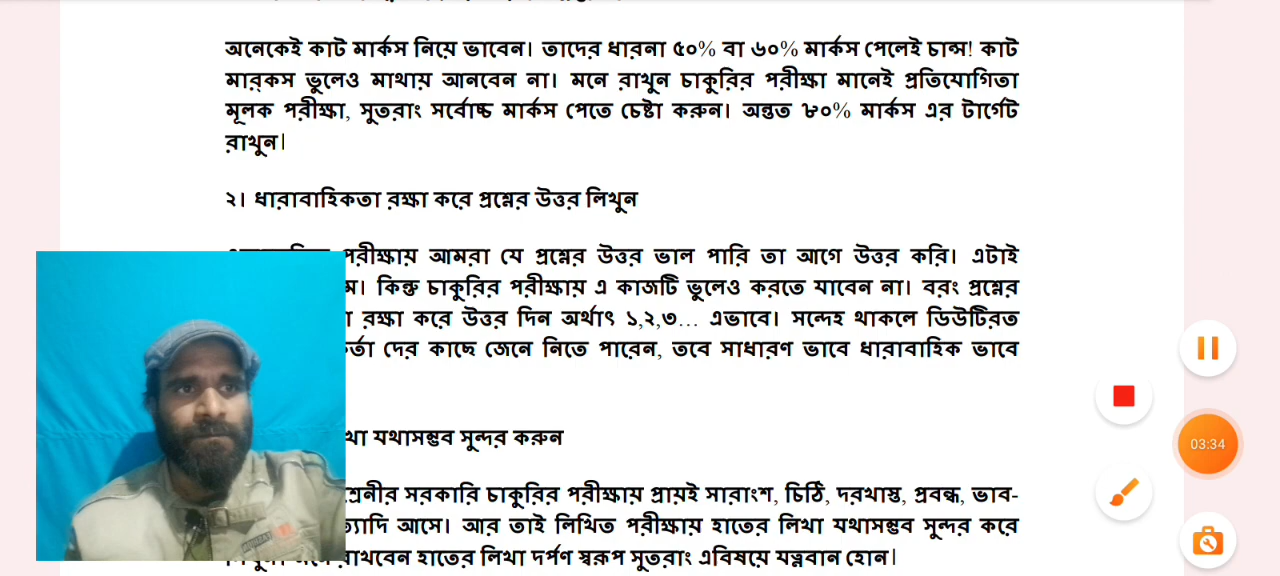 অনেকেই কাট মার্কস নিয়ে ভাবেন। তাদের ধারনা ৫০% বা ৬০% মার্কস পেলেই চান্স! কাট
মার্কস ভুলেও মাথায় আনবেন না। মনে রাখুন চাকুরির পরীক্ষা মানেই প্রতিযোগিতা
মূলক পরীক্ষা, সুতরাং সর্বোচ্চ মার্কস পেতে চেষ্টা করুন। অন্তত ৮০% মার্কস এর টার্গেট
রাখুন।
২। ধারাবাহিকতা রক্ষা করে প্রশ্নের উত্তর লিখুন
পরীক্ষায় আমরা যে প্রশ্নের উত্তর ভাল পারি তা আগে উত্তর করি। এটাই
কিন্তু চাকুরির পরীক্ষায় এ কাজটি ভুলেও করতে যাবেন না। বরং প্রশ্নের
রক্ষা করে উত্তর দিন অর্থাৎ ১,২,৩... এভাবে। সন্দেহ থাকলে ডিউটিরত
দের কাছে জেনে নিতে পারেন, তবে সাধারণ ভাবে ধারাবাহিক ভাবে
যথাসম্ভব সুন্দর করুন
সরকারি চাকুরির পরীক্ষায় প্রায়ই সারাংশ, চিঠি, দরখাস্ত, প্রবন্ধ, ভাব-
আসে। আর তাই লিখিত পরীক্ষায় হাতের লিখা যথাসম্ভব সুন্দর করে
রাখবেন হাতের লিখা দর্পণ স্বরূপ সুতরাং এবিষয়ে যত্নবান হোন।
03:34